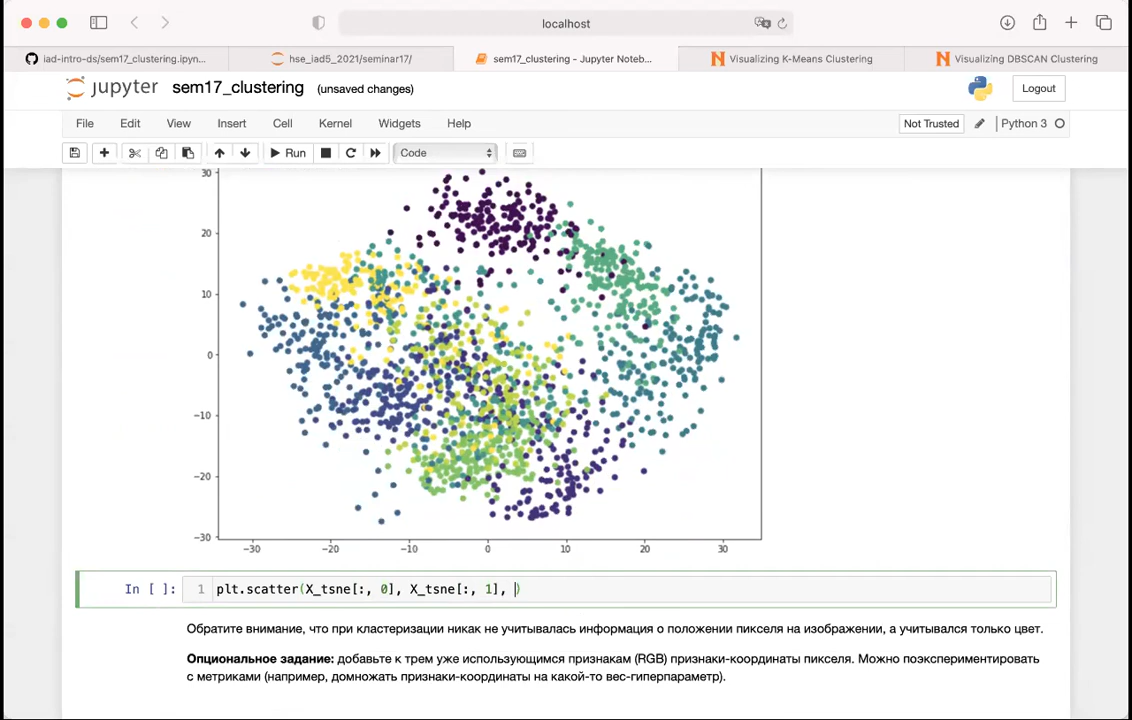 localhost
iad-intro-ds/sem17_clustering.ipyn...
hse_iad5_2021/seminar17/
sem17_clustering - Jupyter Noteb...
Visualizing K-Means Clustering
Visualizing DBSCAN Clustering
jupyter sem17_clustering (unsaved changes)
Logout
File Edit View Insert Cell Kernel Widgets Help
Not Trusted
Python 3
Run
Code
30
20
10
0
−10
−20
−30
−30 −20 −10 0 10 20 30
In [ ]: 1 plt.scatter(X_tsne[:, 0], X_tsne[:, 1], )
Обратите внимание, что при кластеризации никак не учитывалась информация о положении пикселя на изображении, а учитывался только цвет.
Опциональное задание: добавьте к трем уже использующимся признакам (RGB) признаки-координаты пикселя. Можно поэкспериментировать
с метриками (например, домножать признаки-координаты на какой-то вес-гиперпараметр).